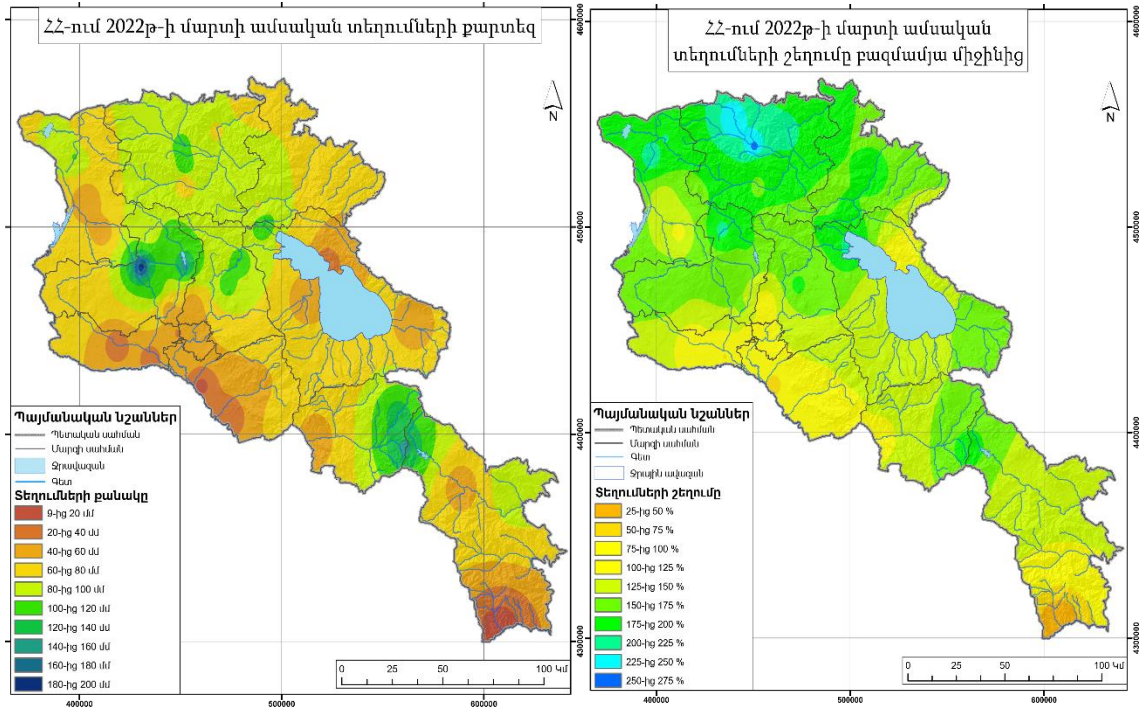 ՀՀ-ում 2022թ-ի մարտի ամսական տեղումների քարտեզ
N
4600000
4500000
4400000
4300000
Պայմանական նշաններ
Պետական սահման
Մարզի սահման
Ջրավազան
Գետ
Տեղումների քանակը
9-ից 20 մմ
20-ից 40 մմ
40-ից 60 մմ
60-ից 80 մմ
80-ից 100 մմ
100-ից 120 մմ
120-ից 140 մմ
140-ից 160 մմ
160-ից 180 մմ
180-ից 200 մմ
0 25 50 100 Կմ
400000 500000 600000
ՀՀ-ում 2022թ-ի մարտի ամսական
տեղումների շեղումը բազմամյա միջինից
N
4600000
4500000
4400000
4300000
Պայմանական նշաններ
Պետական սահման
Մարզի սահման
Գետ
Ջրային ավազան
Տեղումների շեղումը
25-ից 50 %
50-ից 75 %
75-ից 100 %
100-ից 125 %
125-ից 150 %
150-ից 175 %
175-ից 200 %
200-ից 225 %
225-ից 250 %
250-ից 275 %
0 25 50 100 Կմ
400000 500000 600000